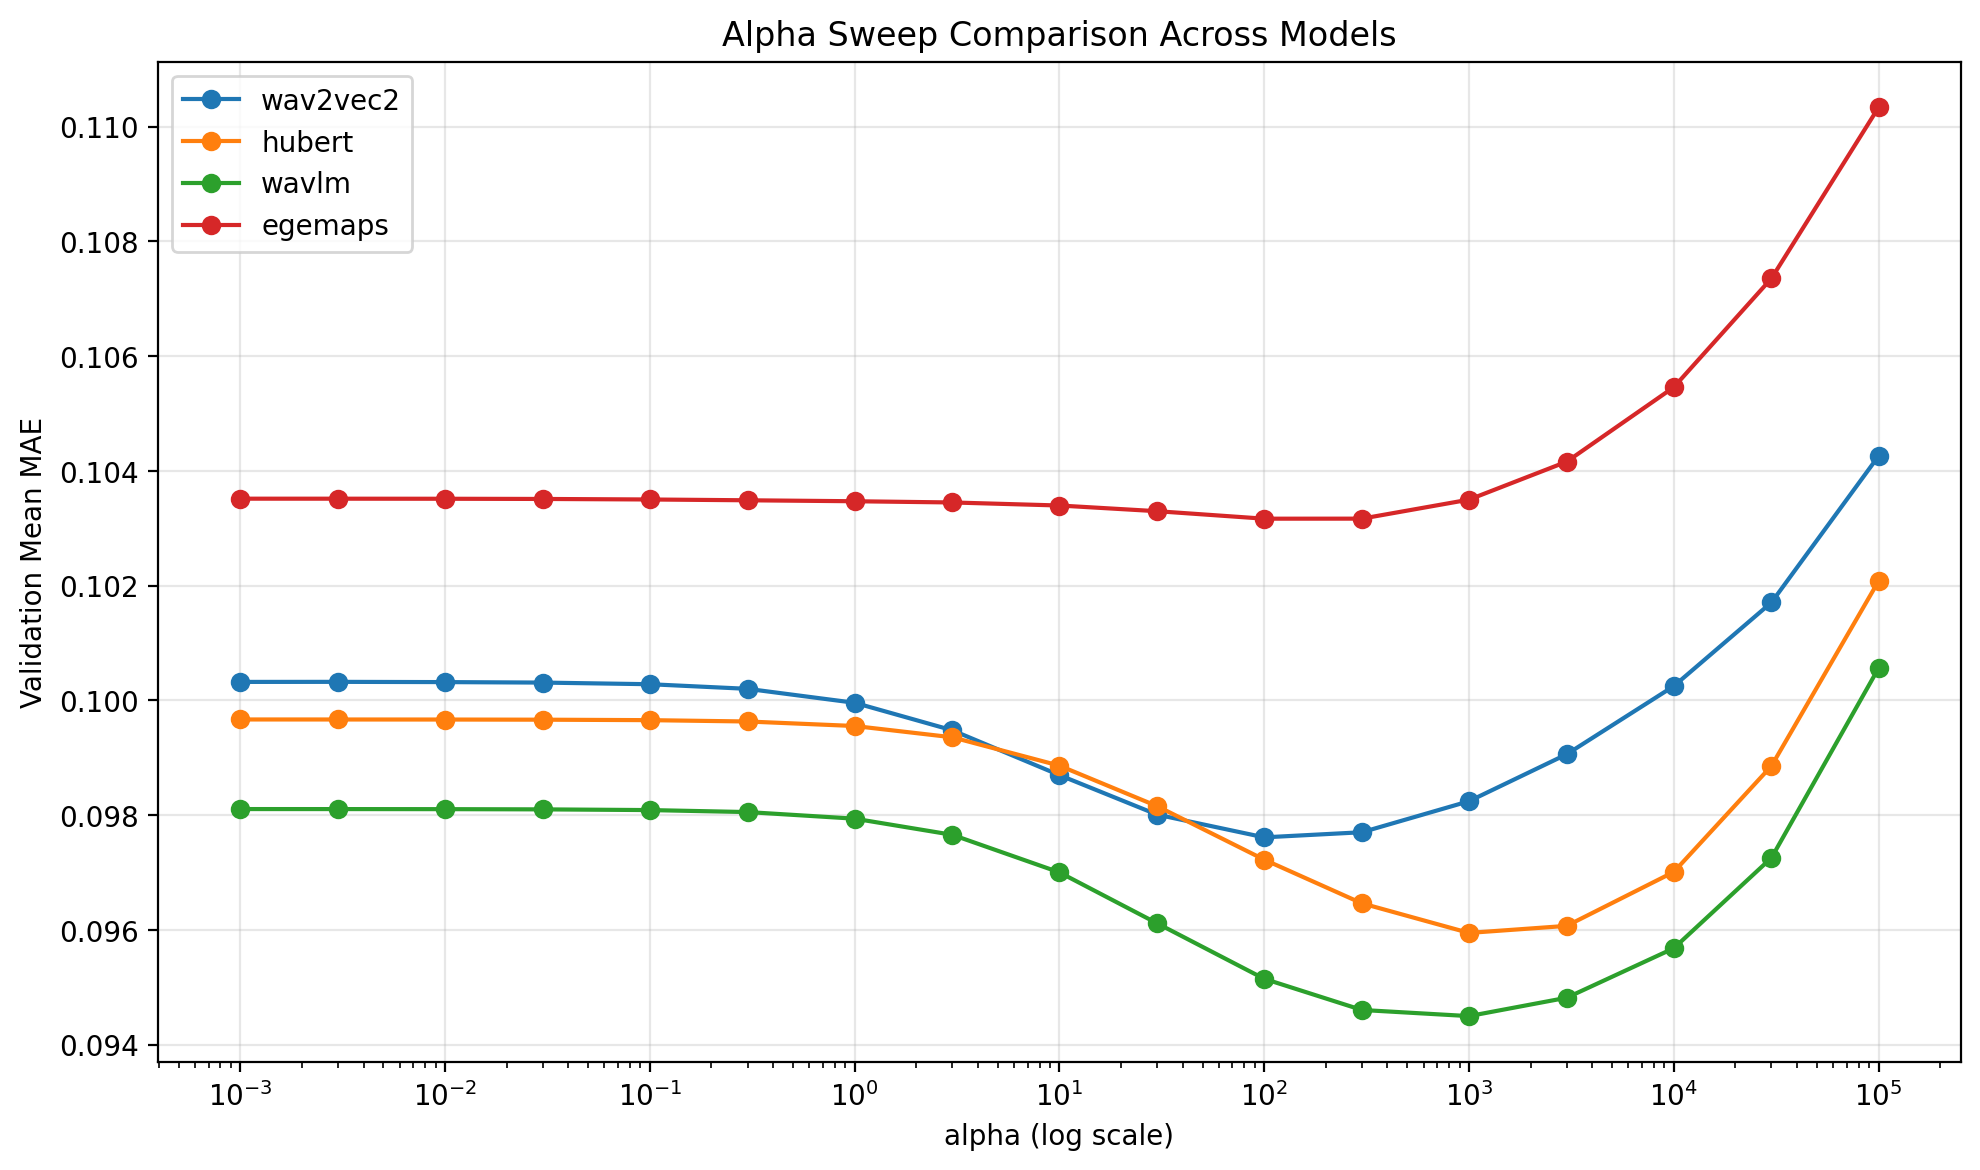 Alpha Sweep Comparison Across Models
wav2vec2
hubert
wavlm
egemaps
0.110
0.108
0.106
0.104
0.102
0.100
0.098
0.096
0.094
Validation Mean MAE
10⁻³ 10⁻² 10⁻¹ 10⁰ 10¹ 10² 10³ 10⁴ 10⁵
alpha (log scale)